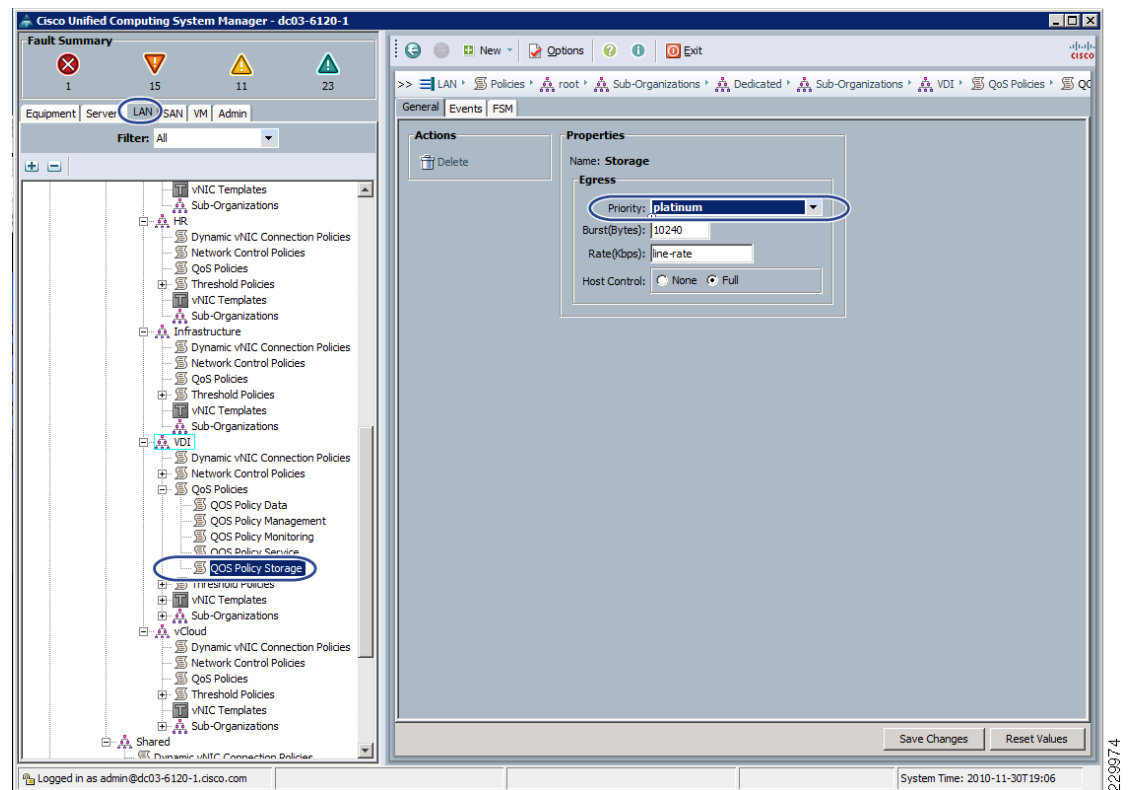 Cisco Unified Computing System Manager - dc03-6120-1
Fault Summary
1 15 11 23
Equipment Server LAN SAN VM Admin
Filter: All
vNIC Templates
Sub-Organizations
HR
Dynamic vNIC Connection Policies
Network Control Policies
QoS Policies
Threshold Policies
vNIC Templates
Sub-Organizations
Infrastructure
Dynamic vNIC Connection Policies
Network Control Policies
QoS Policies
Threshold Policies
vNIC Templates
Sub-Organizations
VDI
Dynamic vNIC Connection Policies
Network Control Policies
QoS Policies
QOS Policy Data
QOS Policy Management
QOS Policy Monitoring
QOS Policy Service
QOS Policy Storage
Threshold Policies
vNIC Templates
Sub-Organizations
vCloud
Dynamic vNIC Connection Policies
Network Control Policies
QoS Policies
Threshold Policies
vNIC Templates
Sub-Organizations
Shared
Dynamic vNIC Connection Policies
New Options Exit
CISCO
>> LAN Policies root Sub-Organizations Dedicated Sub-Organizations VDI QoS Policies QO
General Events FSM
Actions
Delete
Properties
Name: Storage
Egress
Priority: platinum
Burst(Bytes): 10240
Rate(Kbps): line-rate
Host Control: None Full
Save Changes Reset Values
Logged in as admin@dc03-6120-1.cisco.com
System Time: 2010-11-30T19:06
229974